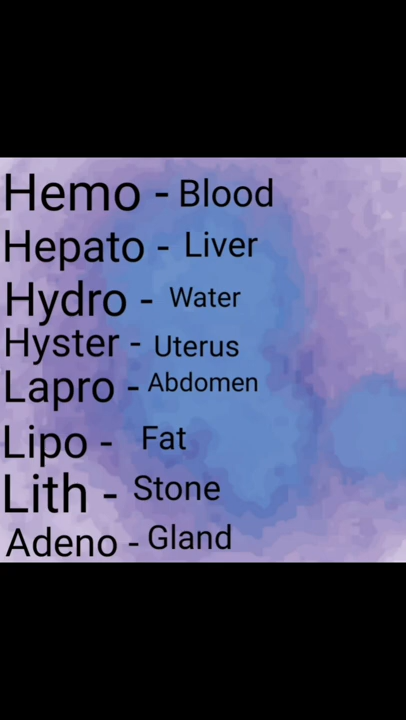 Hemo - Blood
Hepato - Liver
Hydro - Water
Hyster - Uterus
Lapro - Abdomen
Lipo - Fat
Lith - Stone
Adeno - Gland